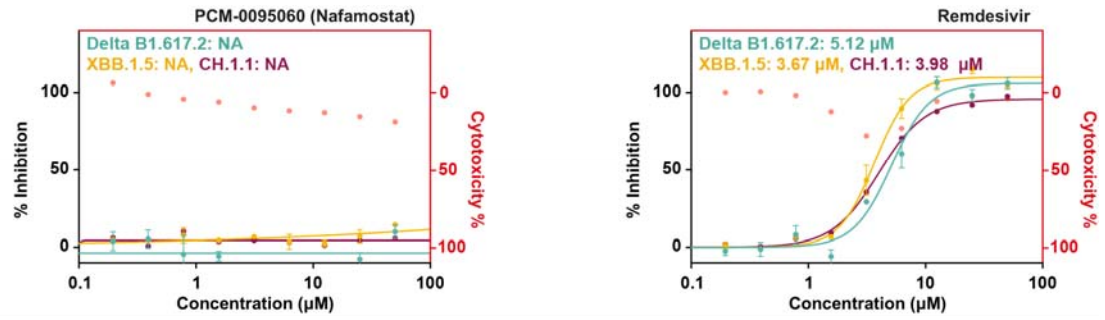 PCM-0095060 (Nafamostat)
Delta B1.617.2: NA
XBB.1.5: NA, CH.1.1: NA
100
50
0
% Inhibition
0
-50
-100
Cytotoxicity %
0.1
1
10
100
Concentration (µM)
Remdesivir
Delta B1.617.2: 5.12 µM
XBB.1.5: 3.67 µM, CH.1.1: 3.98 µM
100
50
0
% Inhibition
0
-50
-100
Cytotoxicity %
0.1
1
10
100
Concentration (µM)